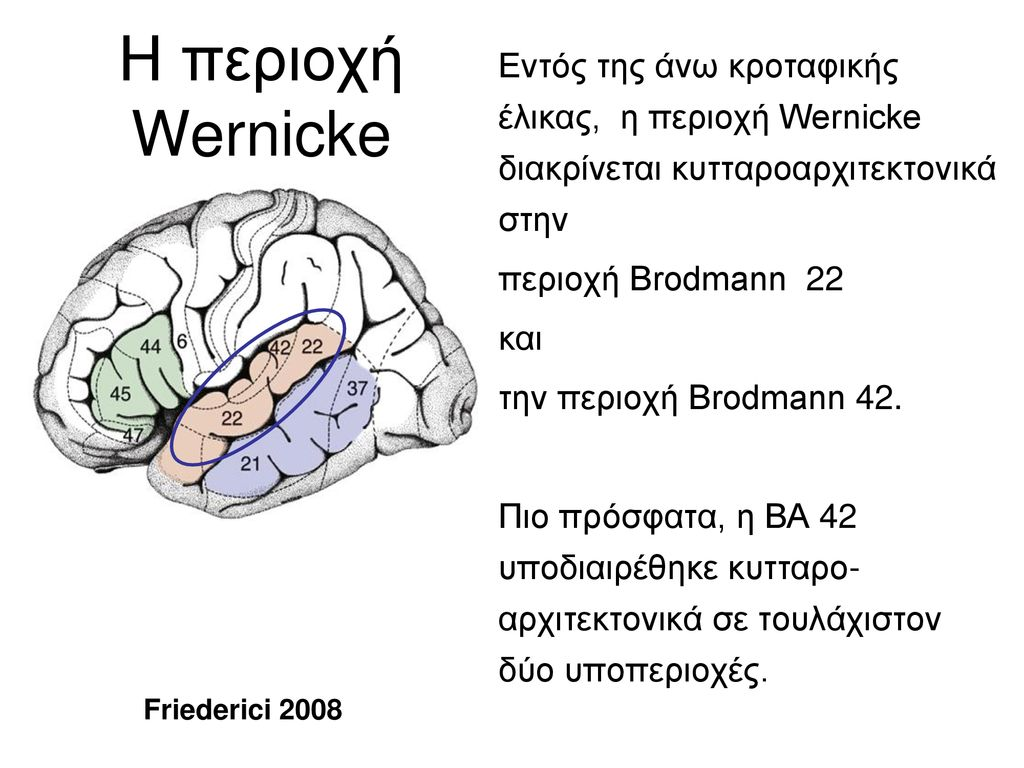 Η περιοχή
Wernicke
Εντός της άνω κροταφικής
έλικας, η περιοχή Wernicke
διακρίνεται κυτταροαρχιτεκτονικά
στην
περιοχή Brodmann 22
και
την περιοχή Brodmann 42.
Πιο πρόσφατα, η BA 42
υποδιαιρέθηκε κυτταρο-
αρχιτεκτονικά σε τουλάχιστον
δύο υποπεριοχές.
44 6 42 22
45 37
22
47
21
Friederici 2008